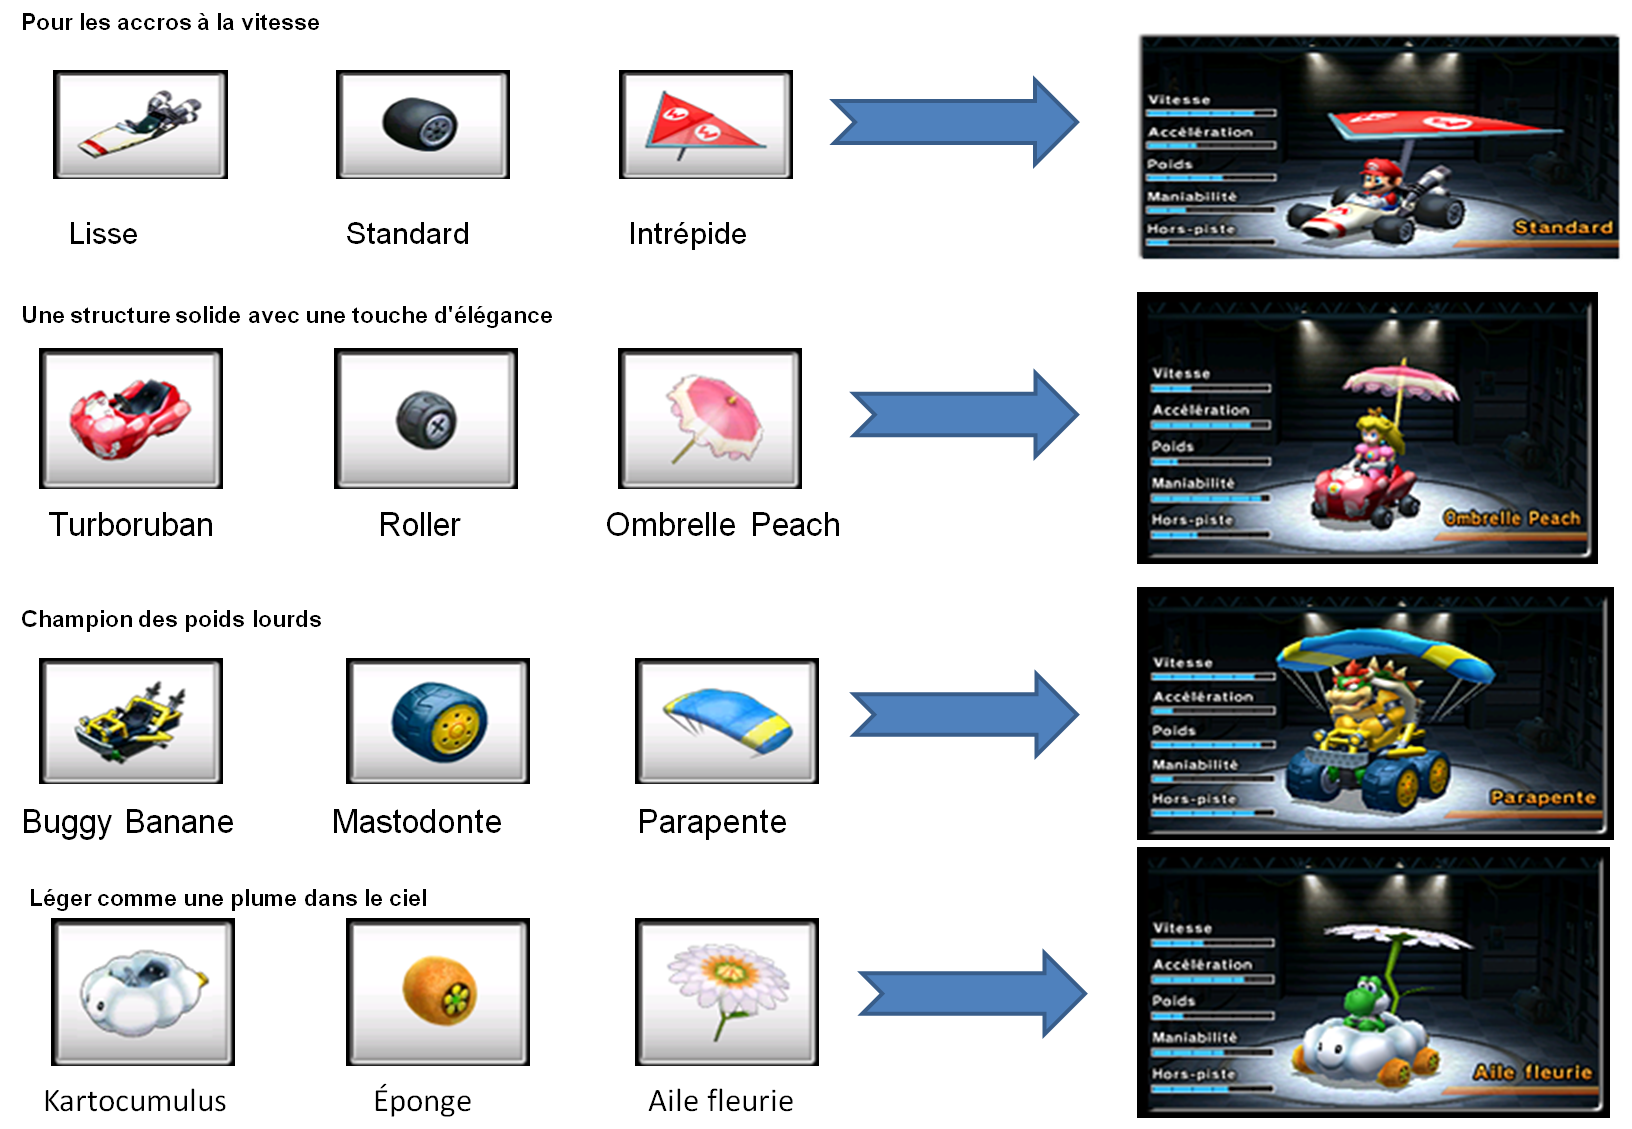 Pour les accros à la vitesse
Lisse
Standard
Intrépide
Vitesse
Accélération
Poids
Maniabilité
Hors-piste
Standard
Une structure solide avec une touche d'élégance
Turboruban
Roller
Ombrelle Peach
Vitesse
Accélération
Poids
Maniabilité
Hors-piste
Ombrelle Peach
Champion des poids lourds
Buggy Banane
Mastodonte
Parapente
Vitesse
Accélération
Poids
Maniabilité
Hors-piste
Parapente
Léger comme une plume dans le ciel
Kartocumulus
Éponge
Aile fleurie
Vitesse
Accélération
Poids
Maniabilité
Hors-piste
Aile fleurie